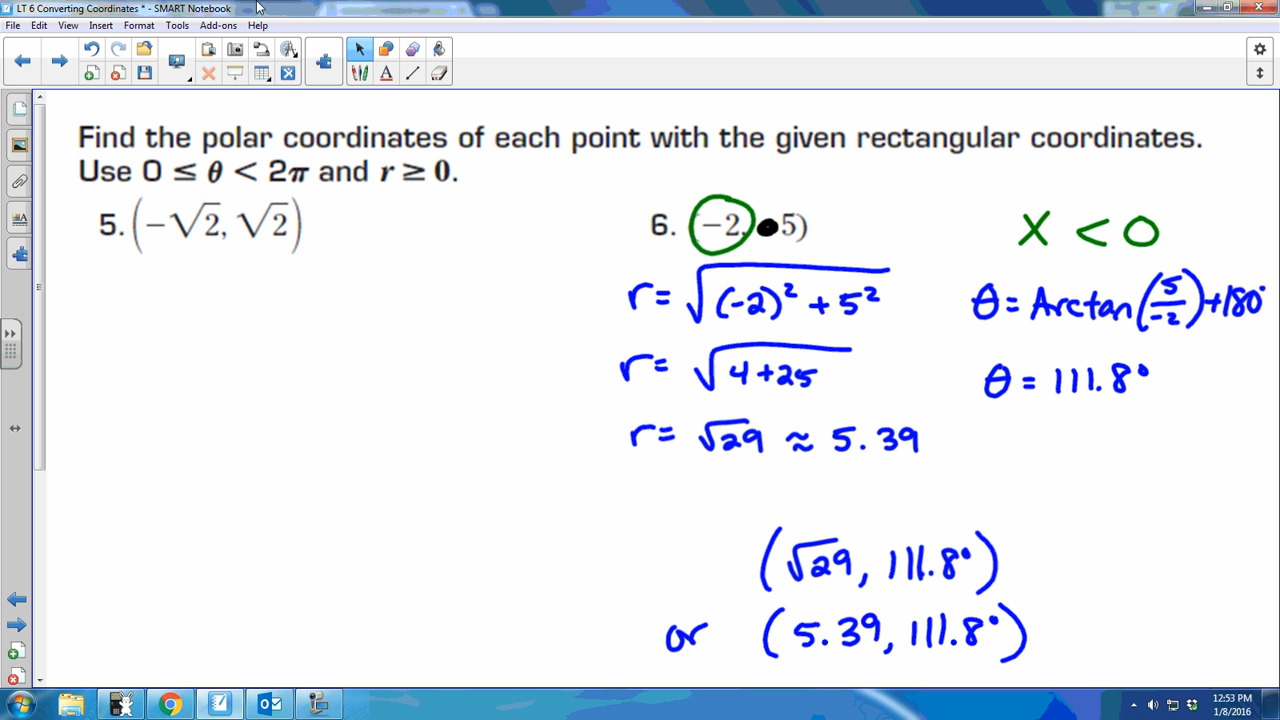 LT 6 Converting Coordinates * - SMART Notebook
File Edit View Insert Format Tools Add-ons Help
Find the polar coordinates of each point with the given rectangular coordinates.
Use 0 ≤ θ < 2π and r ≥ 0.
5. (−√2, √2)
6. (−2, 5)
x < 0
r = √((-2)² + 5²)
θ = Arctan(5/-2) + 180°
r = √(4+25)
θ = 111.8°
r = √29 ≈ 5.39
(√29, 111.8°)
or (5.39, 111.8°)
12:53 PM
1/8/2016